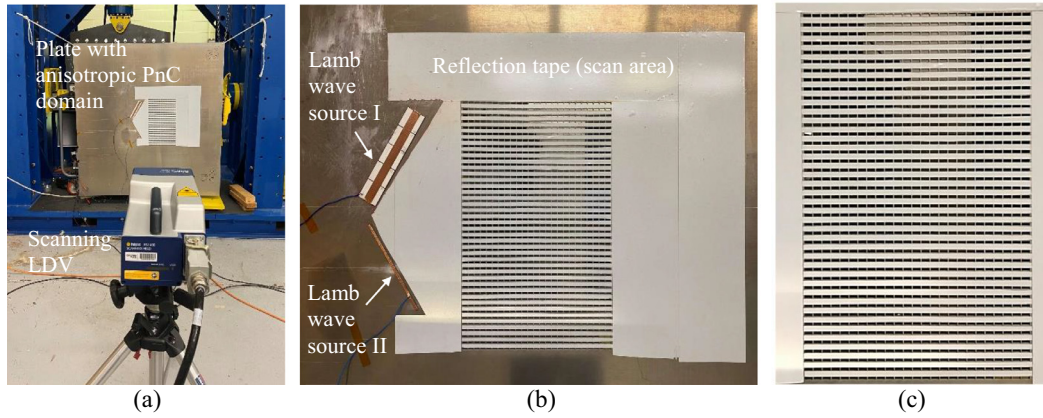 Plate with
anisotropic PnC
domain
Scanning
LDV
(a)
Lamb
wave
source I
Reflection tape (scan area)
Lamb
wave
source II
(b)
(c)